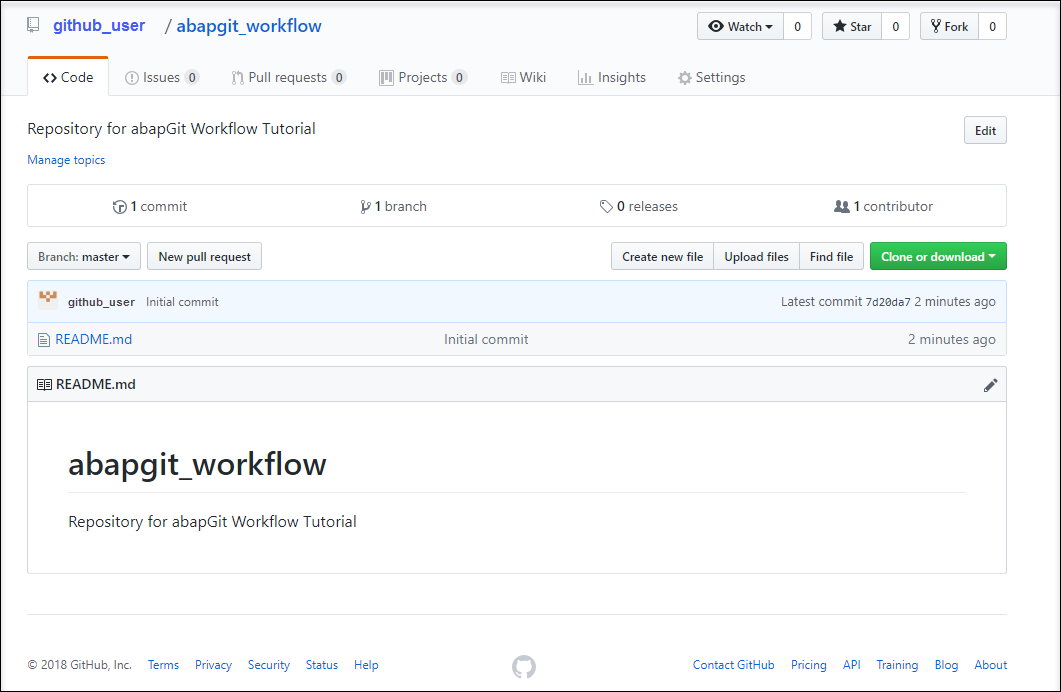 github_user / abapgit_workflow Watch 0 Star 0 Fork 0
Code Issues 0 Pull requests 0 Projects 0 Wiki Insights Settings
Repository for abapGit Workflow Tutorial Edit
Manage topics
1 commit 1 branch 0 releases 1 contributor
Branch: master New pull request Create new file Upload files Find file Clone or download
github_user Initial commit Latest commit 7d20da7 2 minutes ago
README.md Initial commit 2 minutes ago
README.md
abapgit_workflow
Repository for abapGit Workflow Tutorial
© 2018 GitHub, Inc. Terms Privacy Security Status Help Contact GitHub Pricing API Training Blog About